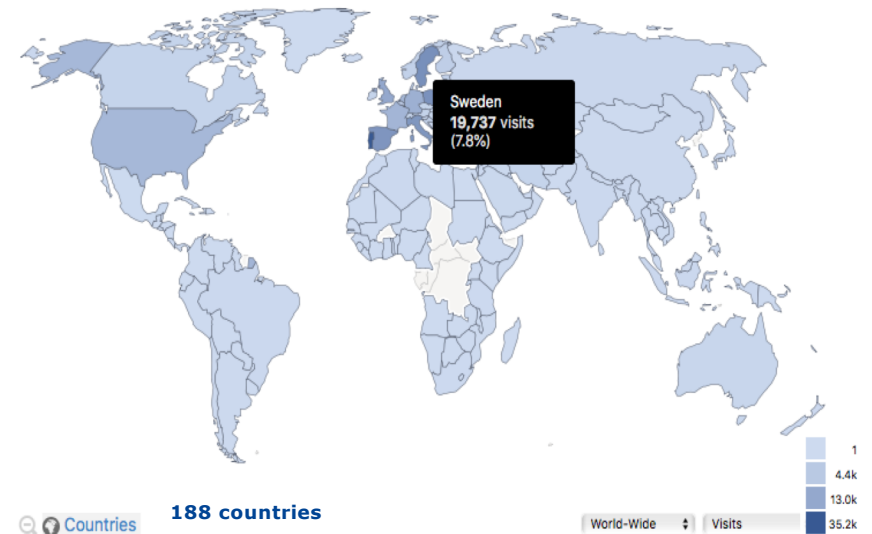 Sweden
19,737 visits
(7.8%)
1
4.4k
13.0k
35.2k
188 countries
Countries
World-Wide
Visits